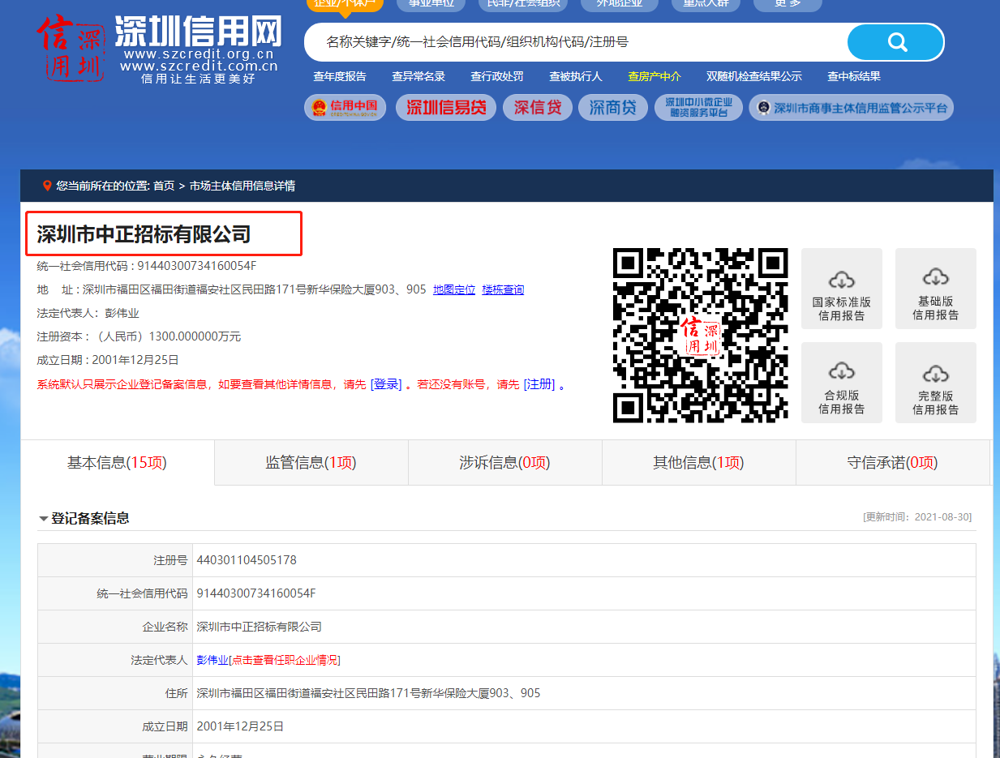 企业/个体户 事业单位 民非/社会组织 外地企业 重点人群 更多
信用深圳
深圳信用网
www.szcredit.org.cn
www.szcredit.com.cn
信用让生活更美好
名称关键字/统一社会信用代码/组织机构代码/注册号
查年度报告 查异常名录 查行政处罚 查被执行人 查房产中介 双随机检查结果公示 查中标结果
信用中国 深圳信易贷 深信贷 深商贷 深圳中小微企业 融资服务平台 深圳市商事主体信用监管公示平台
您当前所在的位置: 首页 > 市场主体信用信息详情
深圳市中正招标有限公司
统一社会信用代码 : 91440300734160054F
地 址 : 深圳市福田区福田街道福安社区民田路171号新华保险大厦903、905 地图定位 楼栋查询
法定代表人: 彭伟业
注册资本 : （人民币）1300.000000万元
成立日期 : 2001年12月25日
系统默认只展示企业登记备案信息，如要查看其他详情信息，请先 [登录] 。若还没有账号，请先 [注册] 。
信用深圳
国家标准版
信用报告
基础版
信用报告
合规版
信用报告
完整版
信用报告
基本信息(15项) 监管信息(1项) 涉诉信息(0项) 其他信息(1项) 守信承诺(0项)
登记备案信息 [更新时间: 2021-08-30]
注册号 440301104505178
统一社会信用代码 91440300734160054F
企业名称 深圳市中正招标有限公司
法定代表人 彭伟业[点击查看任职企业情况]
住所 深圳市福田区福田街道福安社区民田路171号新华保险大厦903、905
成立日期 2001年12月25日
营业期限 永久经营